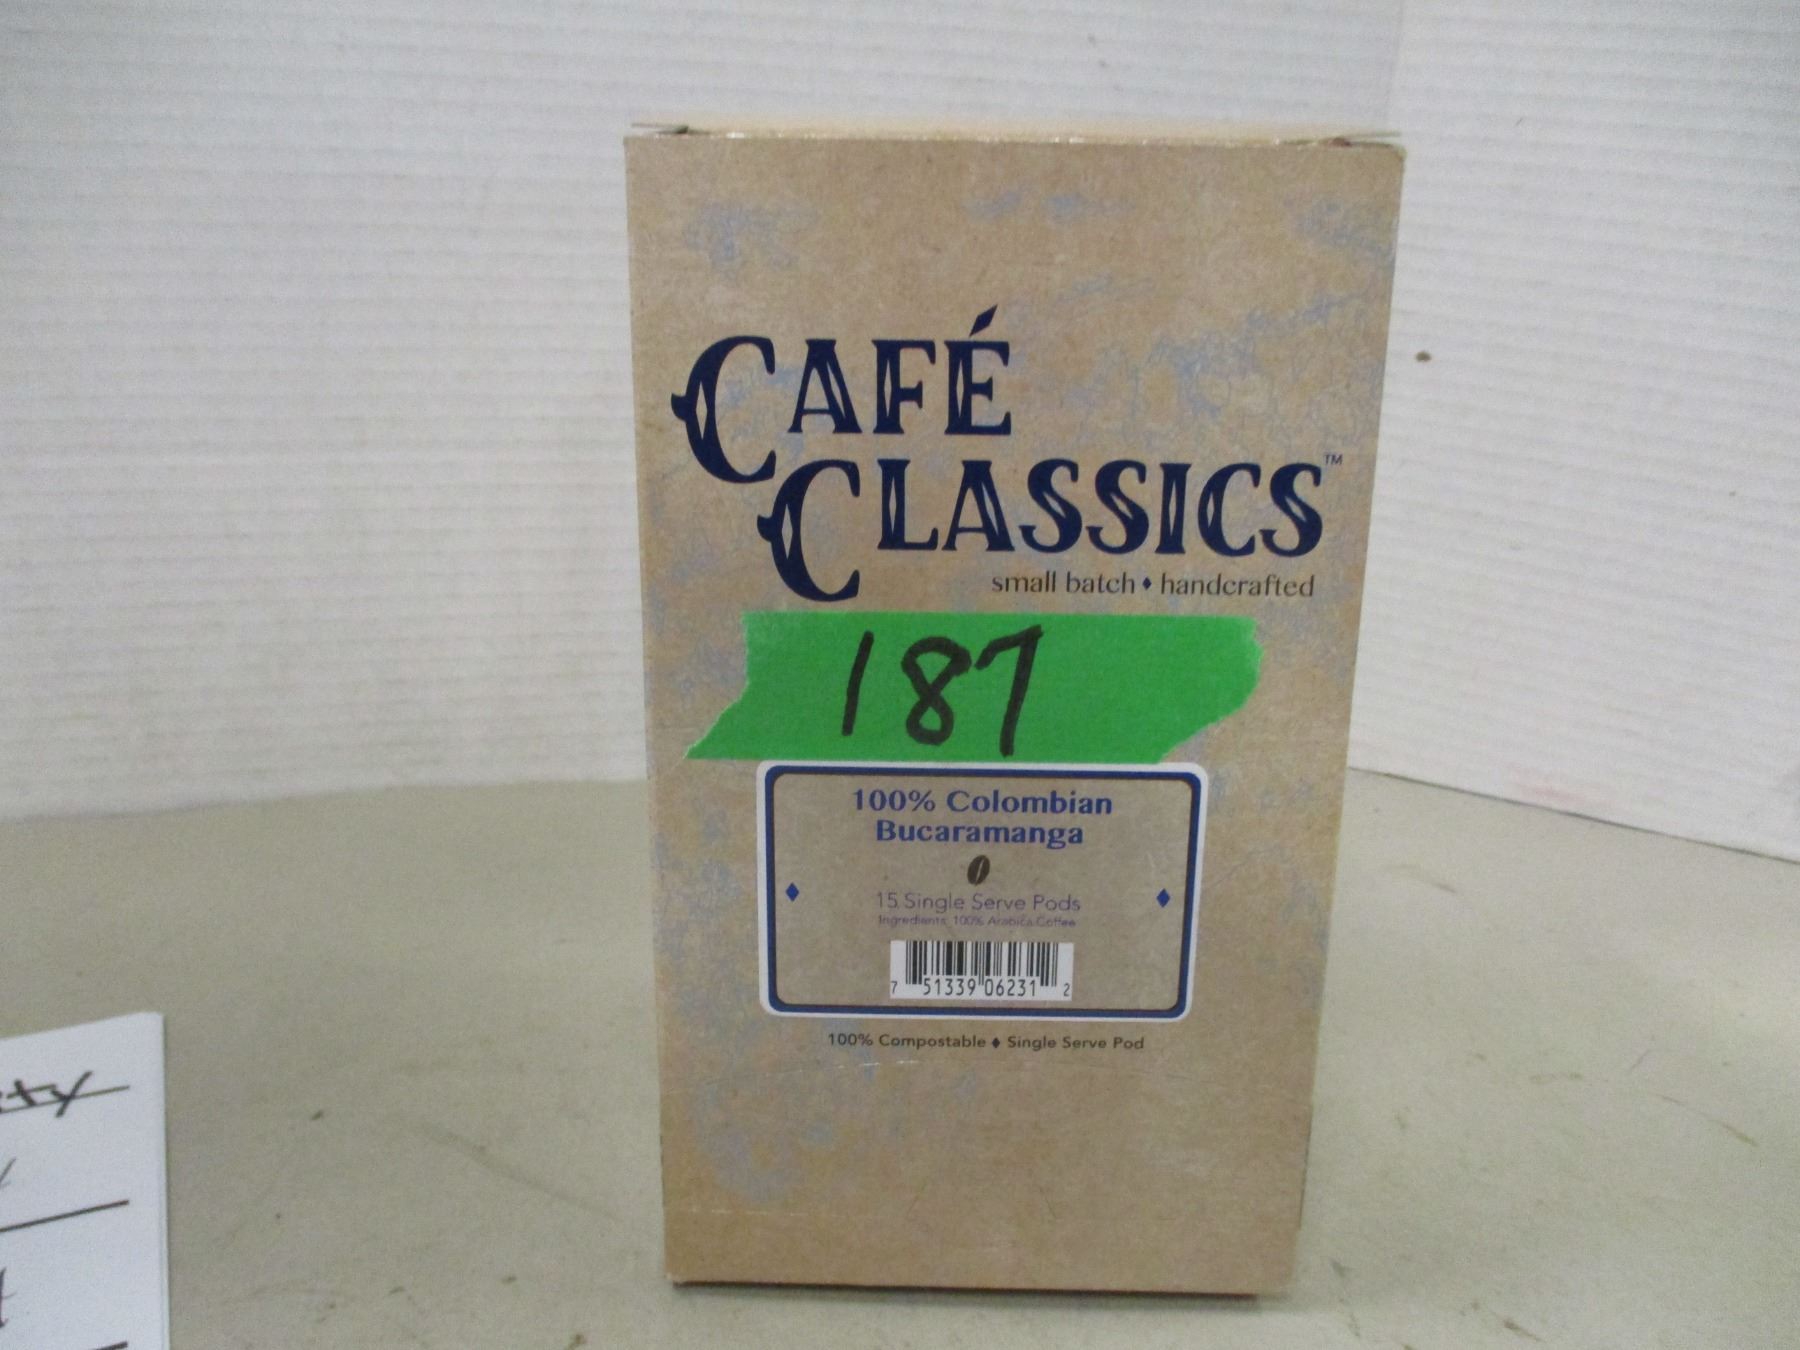 CAFÉ
CLASSICS™
small batch ♦ handcrafted
187
100% Colombian
Bucaramanga
15 Single Serve Pods
Ingredients: 100% Arabica Coffee
7 51339 06231 2
100% Compostable ♦ Single Serve Pod